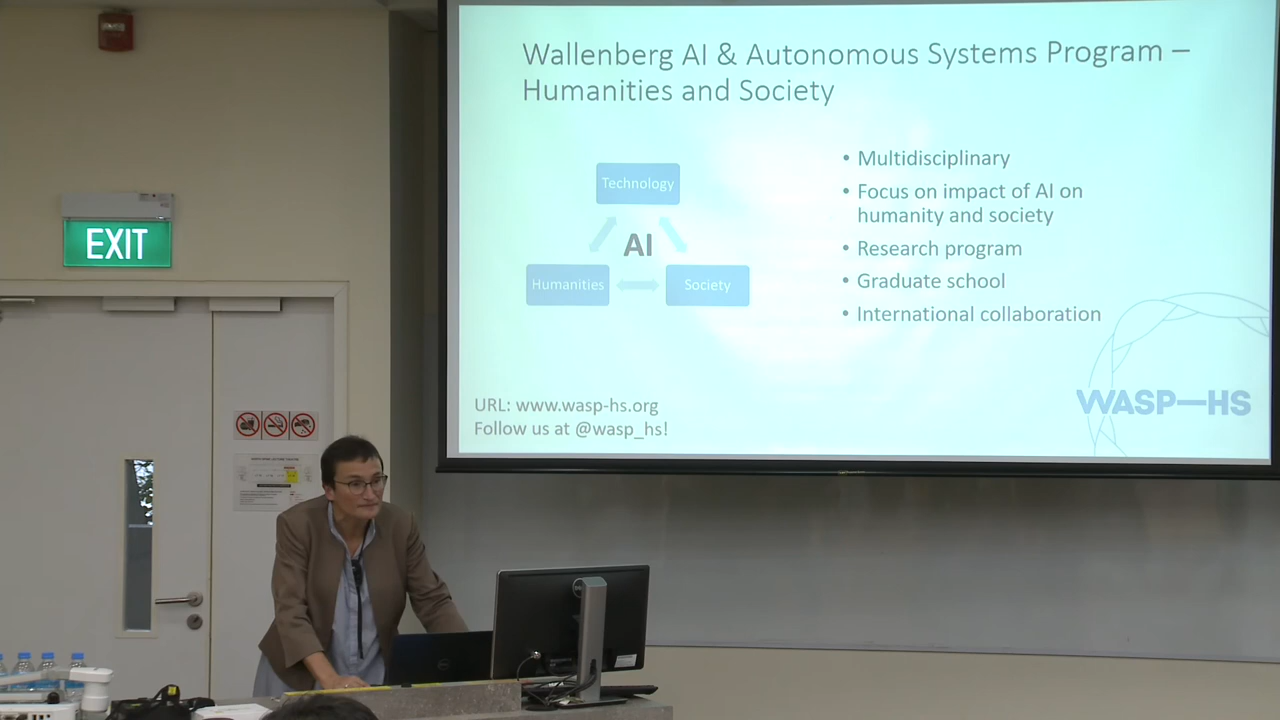 Wallenberg AI & Autonomous Systems Program –
Humanities and Society
Technology
AI
Humanities
Society
• Multidisciplinary
• Focus on impact of AI on
humanity and society
• Research program
• Graduate school
• International collaboration
URL: www.wasp-hs.org
Follow us at @wasp_hs!
WASP—HS
EXIT
DELL